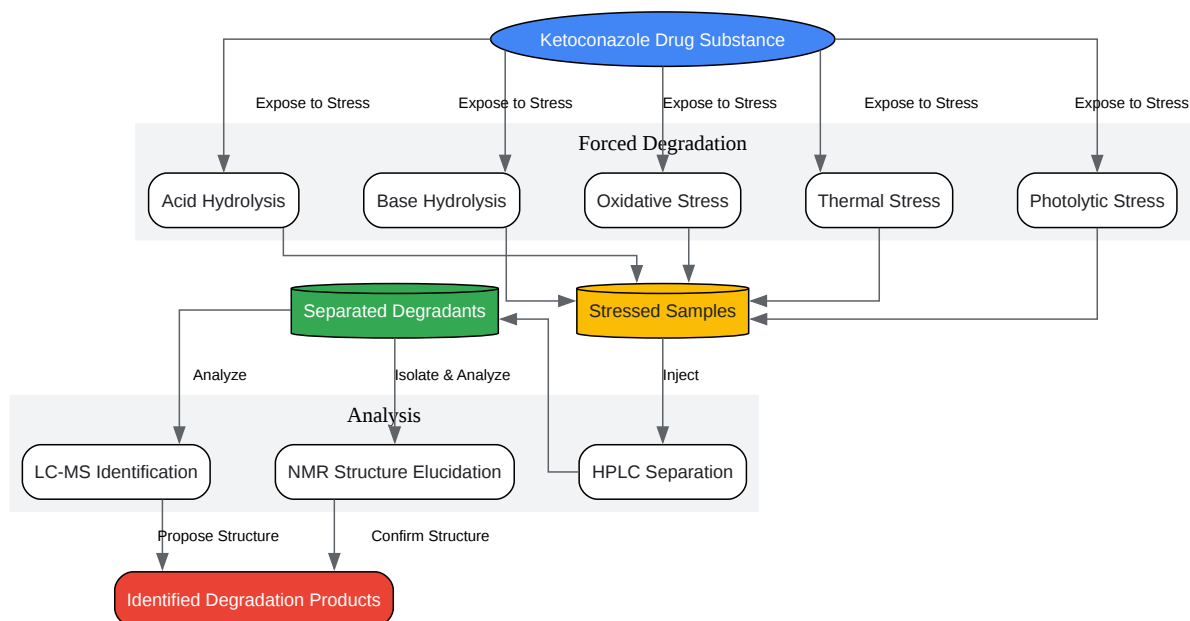 Ketoconazole Drug Substance
Expose to Stress
Expose to Stress
Expose to Stress
Expose to Stress
Expose to Stress
Forced Degradation
Acid Hydrolysis
Base Hydrolysis
Oxidative Stress
Thermal Stress
Photolytic Stress
Separated Degradants
Stressed Samples
Analyze
Isolate & Analyze
Inject
Analysis
LC-MS Identification
NMR Structure Elucidation
HPLC Separation
Propose Structure
Confirm Structure
Identified Degradation Products